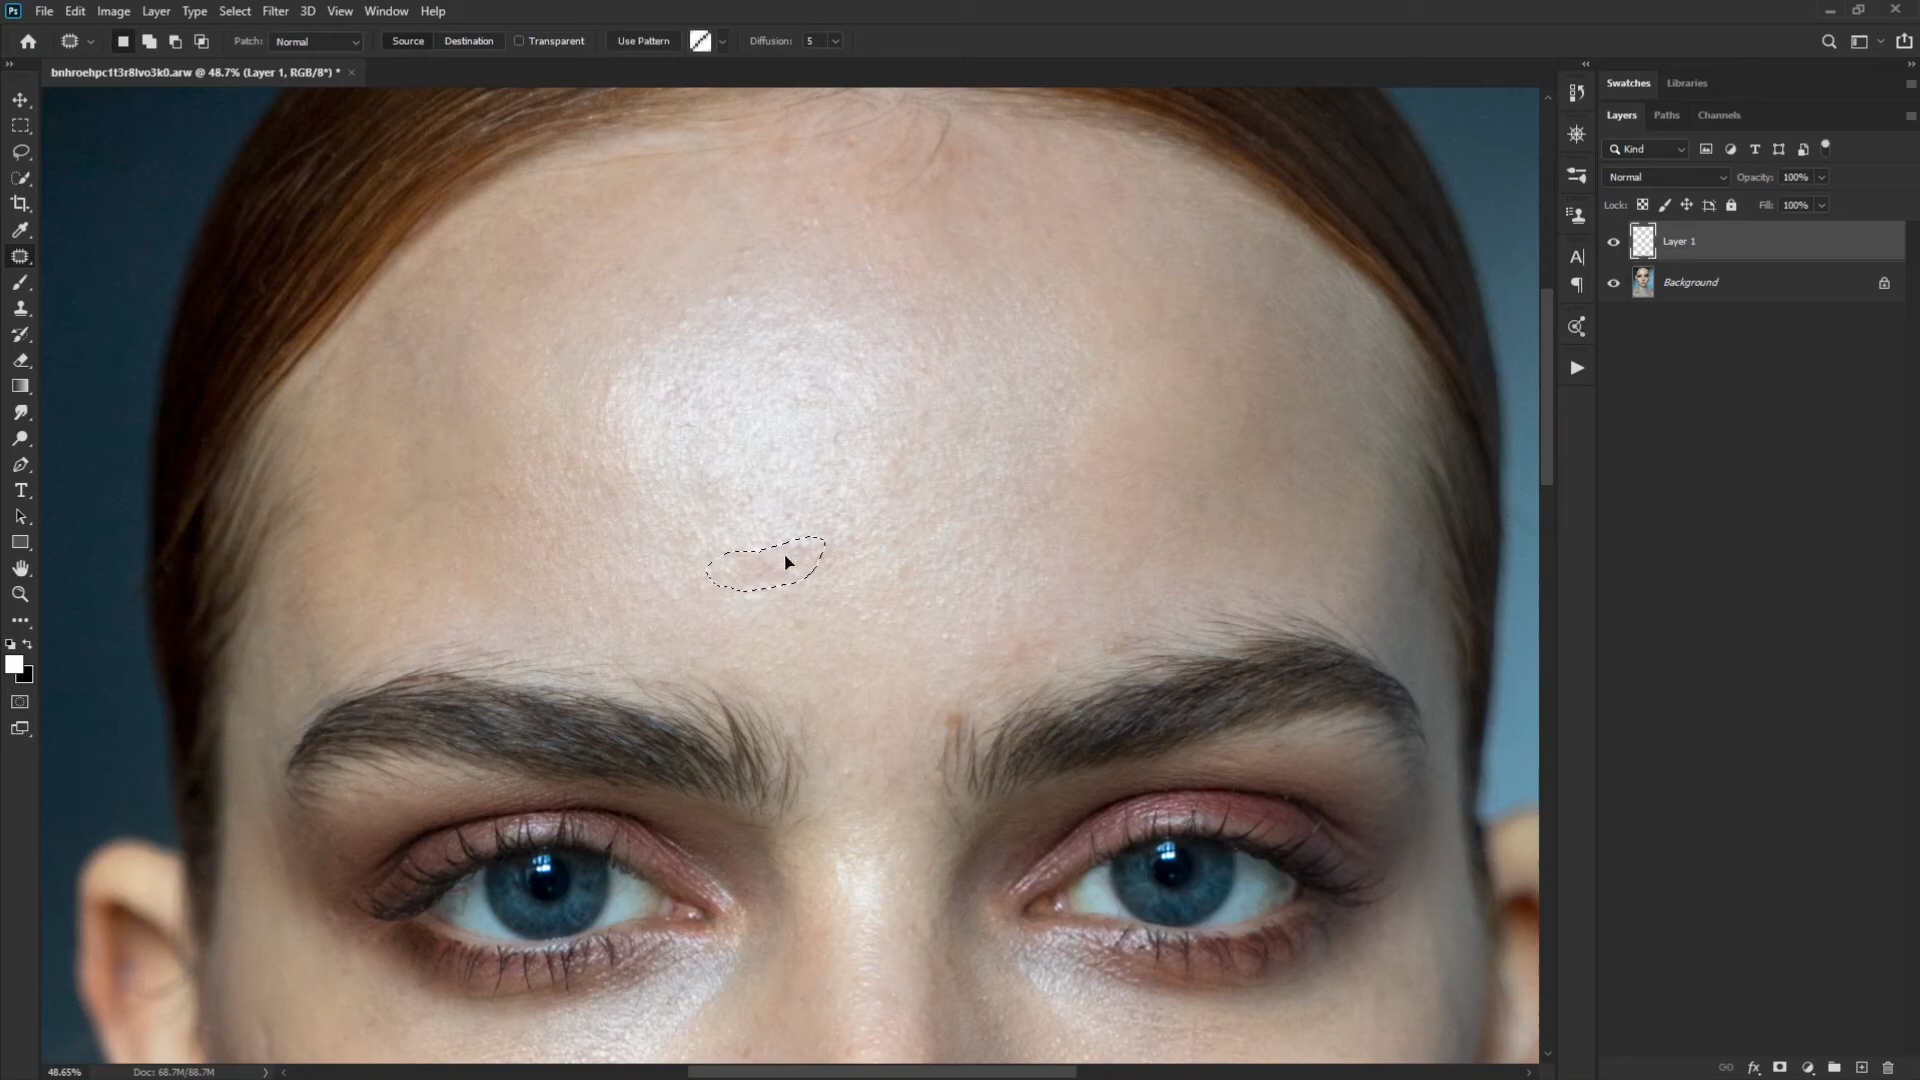 Ps File Edit Image Layer Type Select Filter 3D View Window Help
Patch: Normal Source Destination Transparent Use Pattern Diffusion: 5
bnhroehpc1t3r8lvo3k0.arw @ 48.7% (Layer 1, RGB/8*) * ×
Swatches Libraries
Layers Paths Channels
Kind
Normal Opacity: 100%
Lock: Fill: 100%
Layer 1
Background
48.65% Doc: 68.7M/88.7M